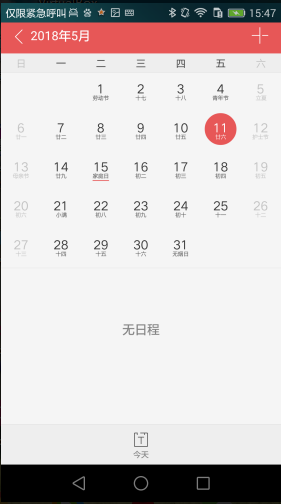 仅限紧急呼叫 15:47
2018年5月
日 一 二 三 四 五 六
1 2 3 4 5
劳动节 十七 十八 青年节 立夏
6 7 8 9 10 11 12
廿一 廿二 廿三 廿四 廿五 廿六 护士节
13 14 15 16 17 18 19
母亲节 廿九 家庭日 初二 初三 初四 初五
20 21 22 23 24 25 26
初六 小满 初八 初九 初十 十一 十二
27 28 29 30 31
十三 十四 十五 十六 无烟日
无日程
今天